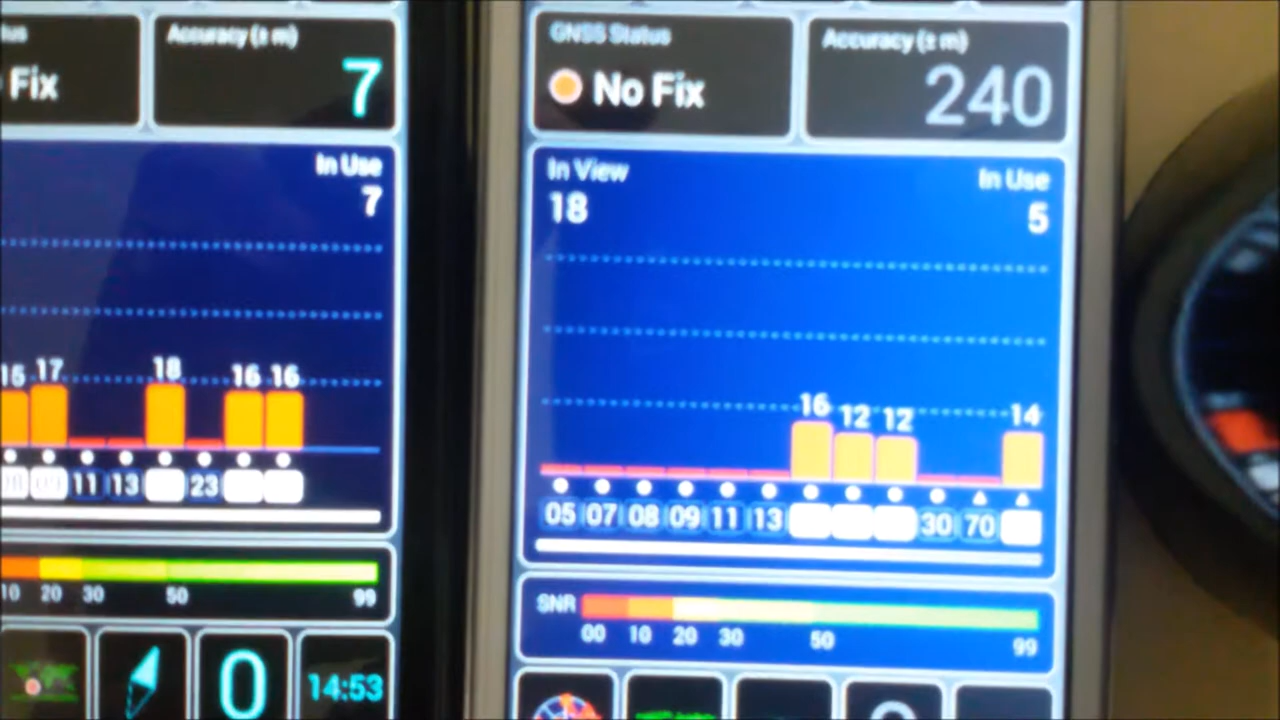 Fix
Accuracy (± m)
7
In Use
7
15 17 18 16 16
11 13 23
10 20 30 50 99
0
14:53
GNSS Status
No Fix
Accuracy (± m)
240
In View
18
In Use
5
16 12 12 14
05 07 08 09 11 13 30 70
SNR
00 10 20 30 50 99